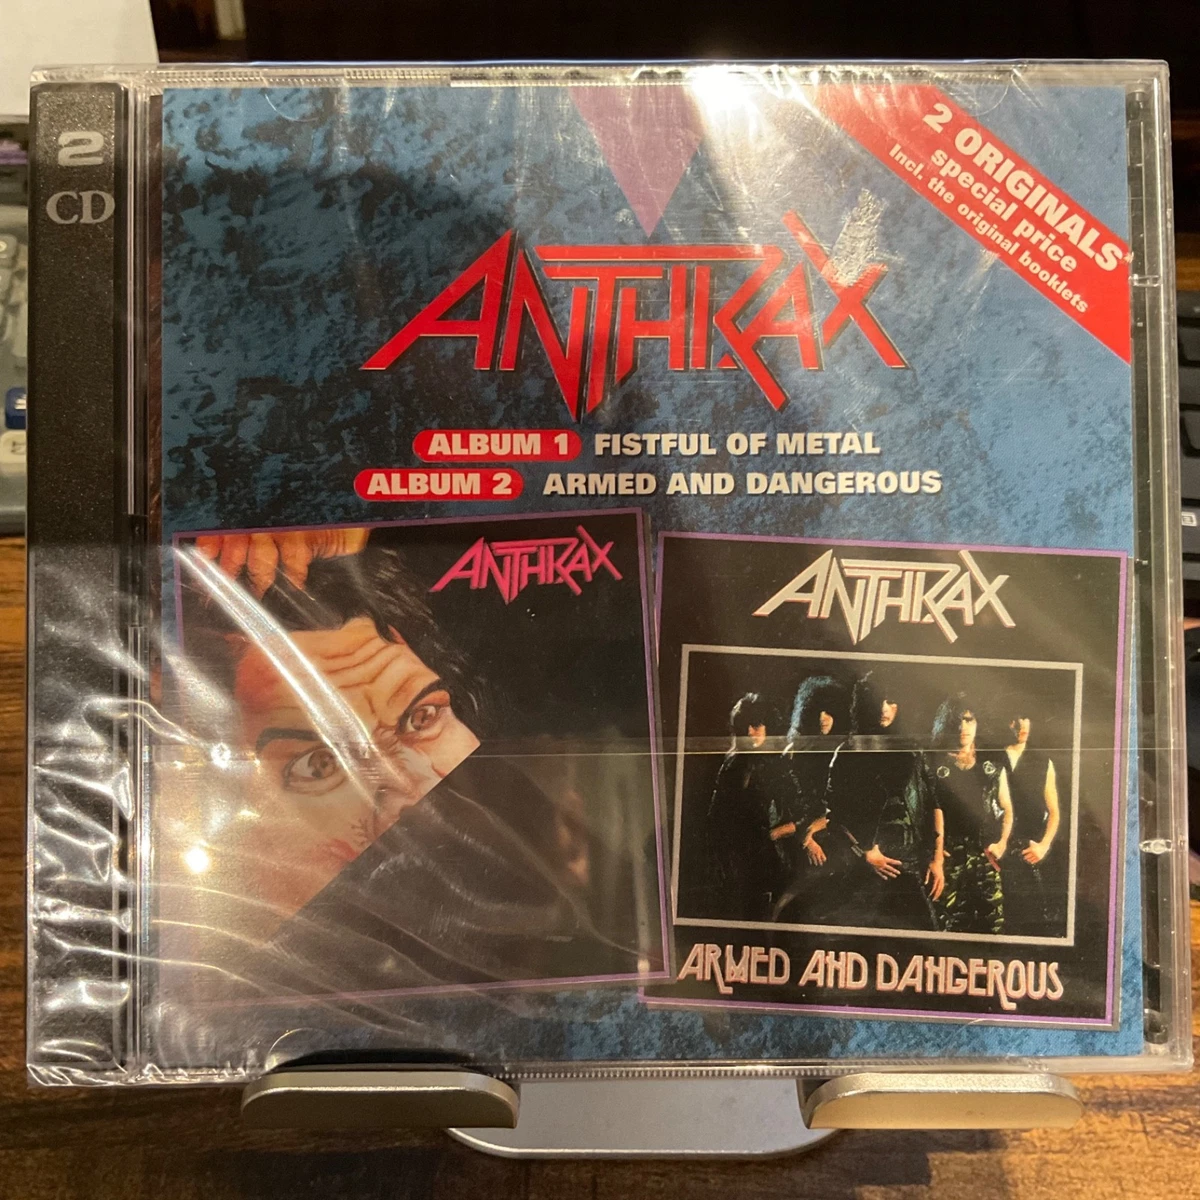 2
CD
2 ORIGINALS
special price
Incl. the original booklets
ANTHRAX
ALBUM 1 FISTFUL OF METAL
ALBUM 2 ARMED AND DANGEROUS
ANTHRAX
ANTHRAX
ARMED AND DANGEROUS